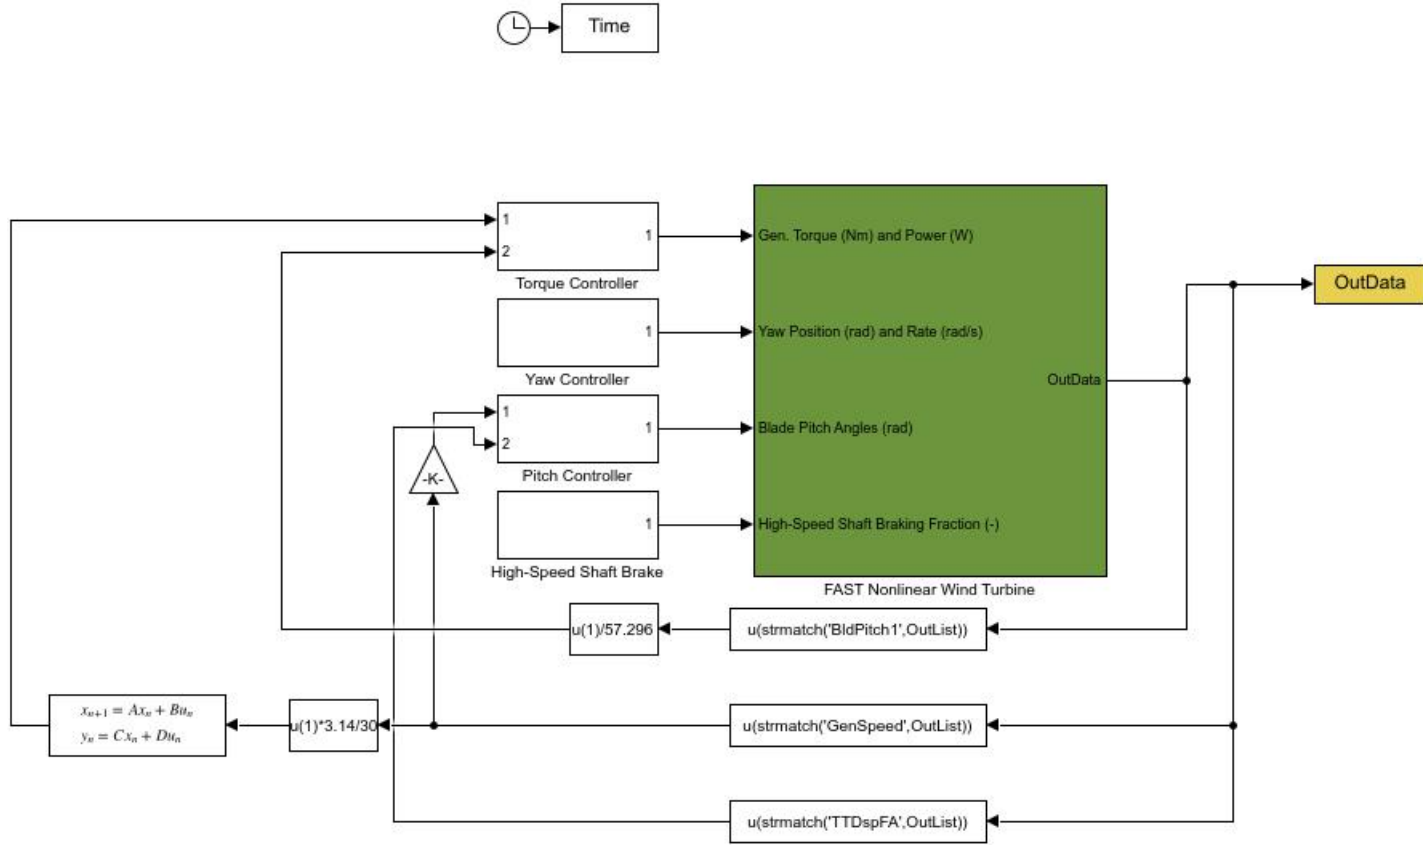 Time
1
2
1
Torque Controller
1
Yaw Controller
1
2
1
Pitch Controller
1
High-Speed Shaft Brake
Gen. Torque (Nm) and Power (W)
Yaw Position (rad) and Rate (rad/s)
OutData
Blade Pitch Angles (rad)
High-Speed Shaft Braking Fraction (-)
FAST Nonlinear Wind Turbine
OutData
-K-
u(1)/57.296
u(strmatch('BldPitch1',OutList))
xₙ₊₁ = Axₙ + Buₙ
yₙ = Cxₙ + Duₙ
u(1)*3.14/30
u(strmatch('GenSpeed',OutList))
u(strmatch('TTDspFA',OutList))